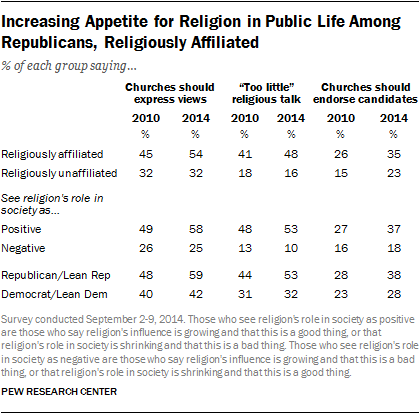 Increasing Appetite for Religion in Public Life Among
Republicans, Religiously Affiliated
% of each group saying...
Churches should express views "Too little" religious talk Churches should endorse candidates
2010 2014 2010 2014 2010 2014
% % % % % %
Religiously affiliated 45 54 41 48 26 35
Religiously unaffiliated 32 32 18 16 15 23
See religion's role in
society as...
Positive 49 58 48 53 27 37
Negative 26 25 13 10 16 18
Republican/Lean Rep 48 59 44 53 28 38
Democrat/Lean Dem 40 42 31 32 23 28
Survey conducted September 2-9, 2014. Those who see religion's role in society as positive
are those who say religion's influence is growing and that this is a good thing, or that
religion's role in society is shrinking and that this is a bad thing. Those who see religion's role
in society as negative are those who say religion's influence is growing and that this is a bad
thing, or that religion's role in society is shrinking and that this is a good thing.
PEW RESEARCH CENTER